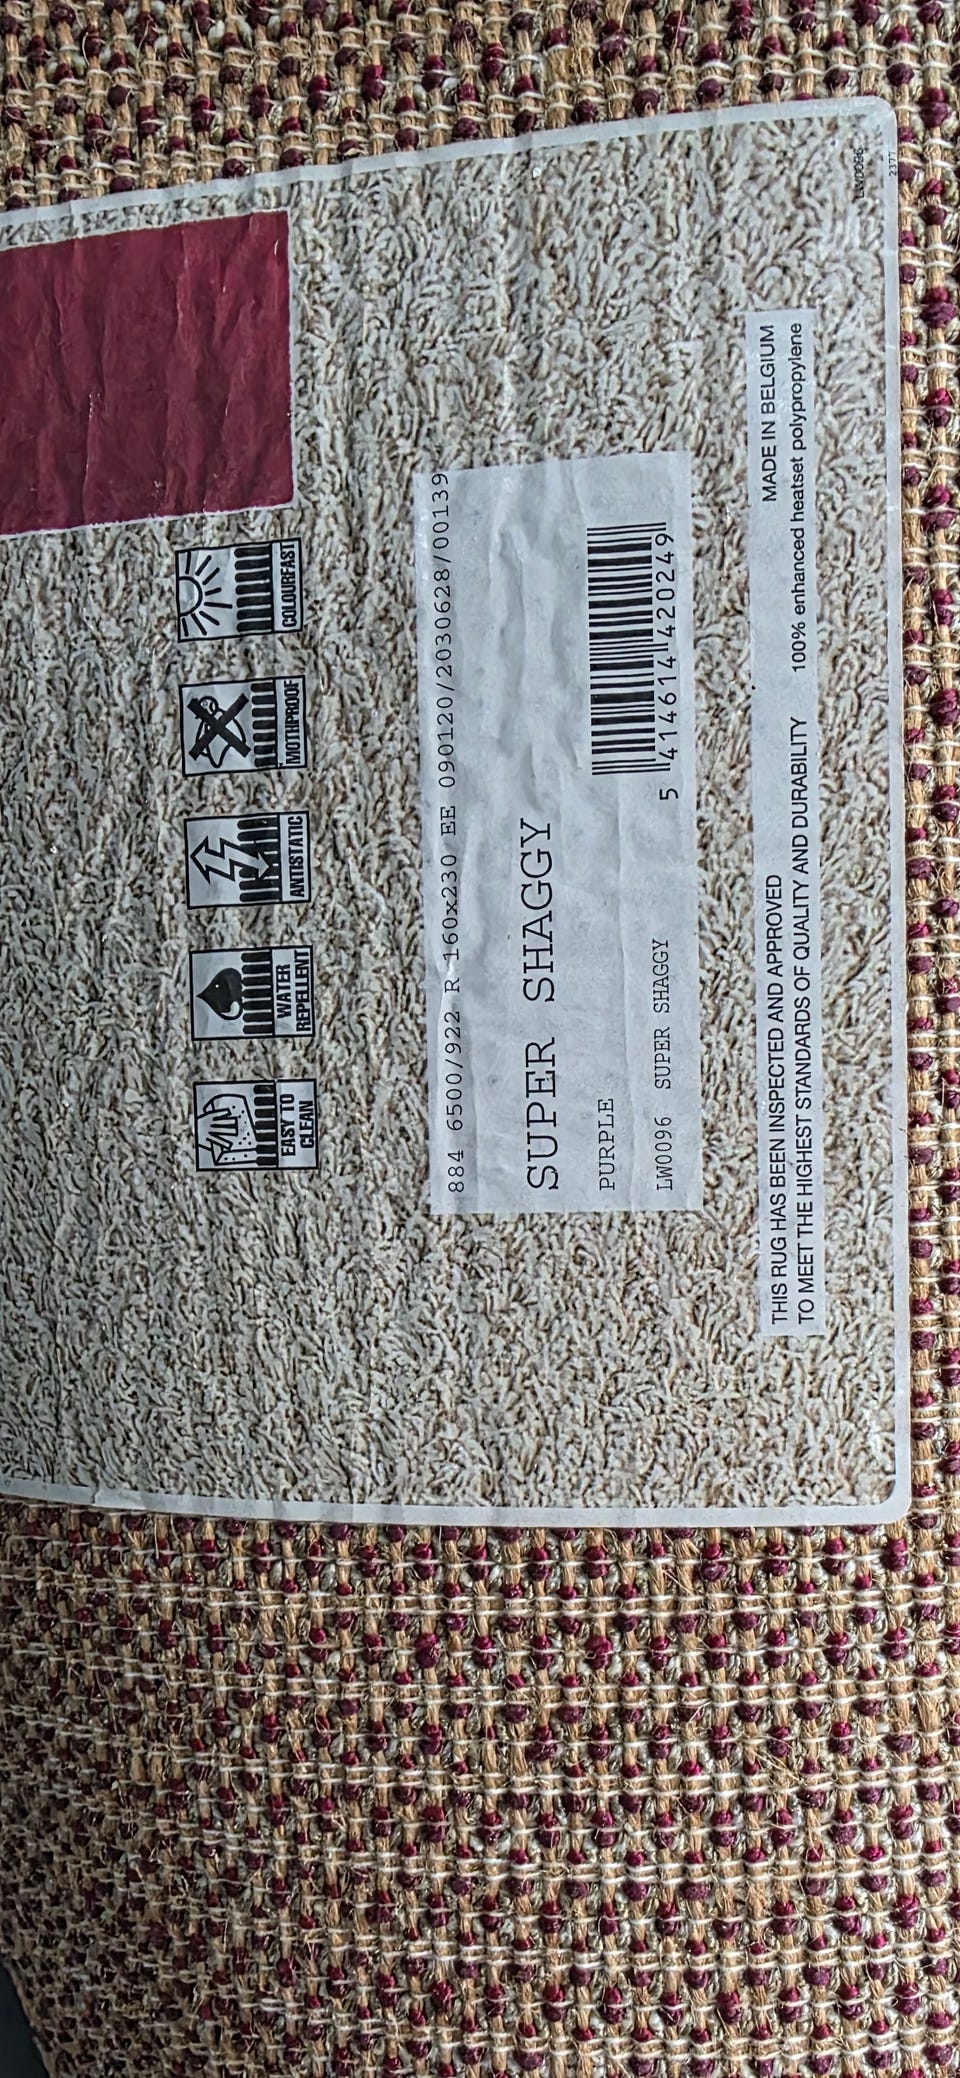 EASY TO
CLEAN
WATER
REPELLENT
ANTISTATIC
MOTHPROOF
COLOURFAST
884 6500/922 R 160x230 EE 090120/2030628/00139
SUPER SHAGGY
PURPLE
LW0096 SUPER SHAGGY
5 414614 420249
THIS RUG HAS BEEN INSPECTED AND APPROVED MADE IN BELGIUM
TO MEET THE HIGHEST STANDARDS OF QUALITY AND DURABILITY 100% enhanced heatset polypropylene
LW0096
2377